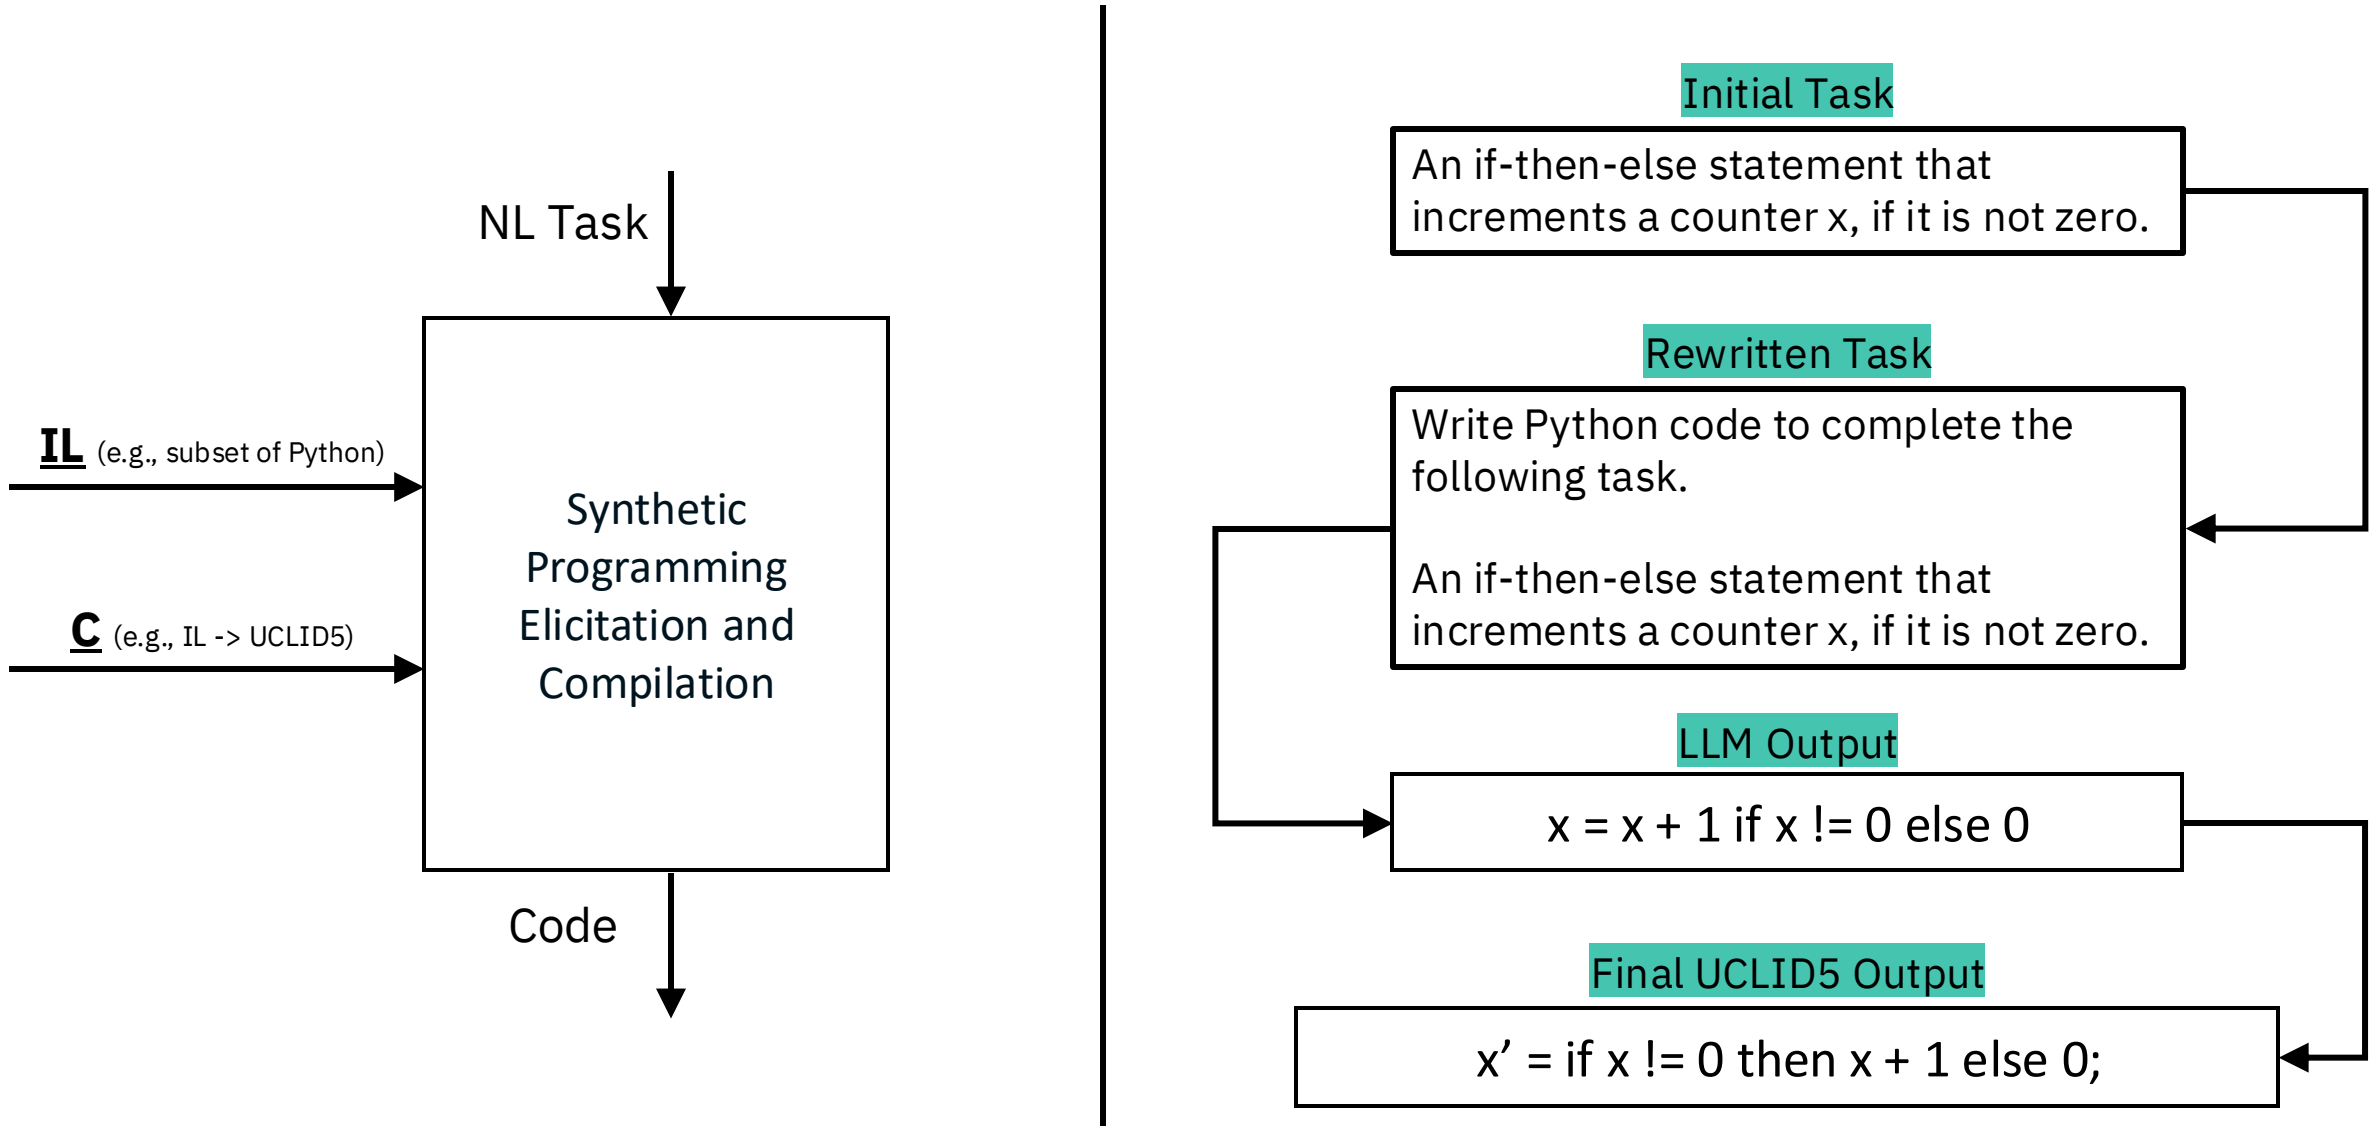 NL Task
IL (e.g., subset of Python)
C (e.g., IL -> UCLID5)
Synthetic
Programming
Elicitation and
Compilation
Code
Initial Task
An if-then-else statement that
increments a counter x, if it is not zero.
Rewritten Task
Write Python code to complete the
following task.
An if-then-else statement that
increments a counter x, if it is not zero.
LLM Output
x = x + 1 if x != 0 else 0
Final UCLID5 Output
x’ = if x != 0 then x + 1 else 0;